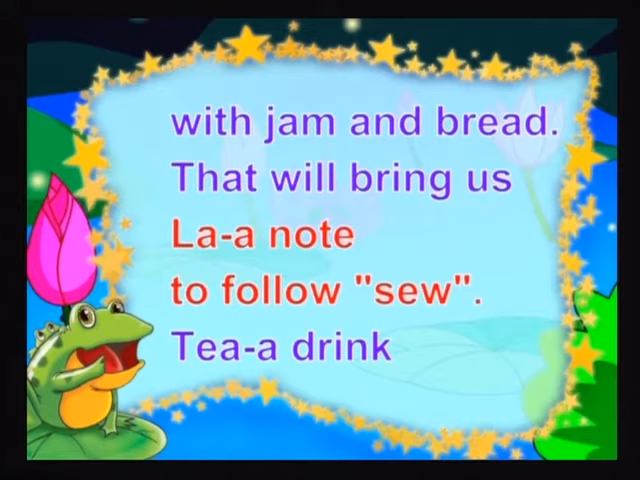 with jam and bread.
That will bring us
La-a note
to follow "sew".
Tea-a drink